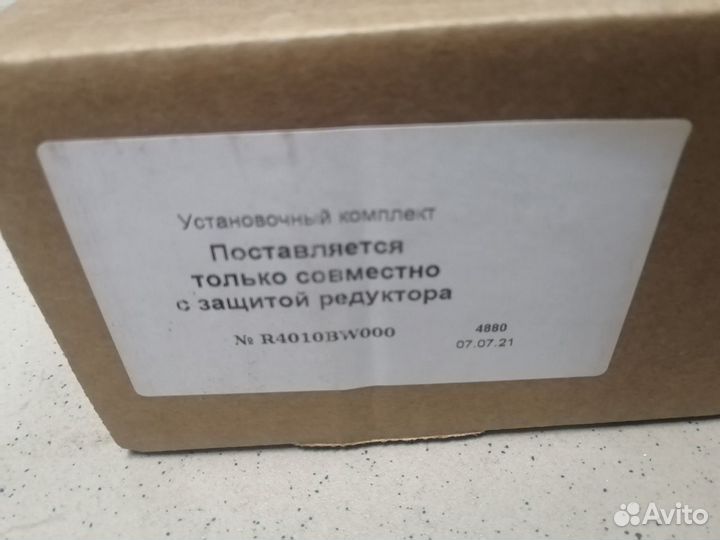 Установочный комплект
Поставляется
только совместно
с защитой редуктора
№ R4010BW000
4880
07.07.21
Avito